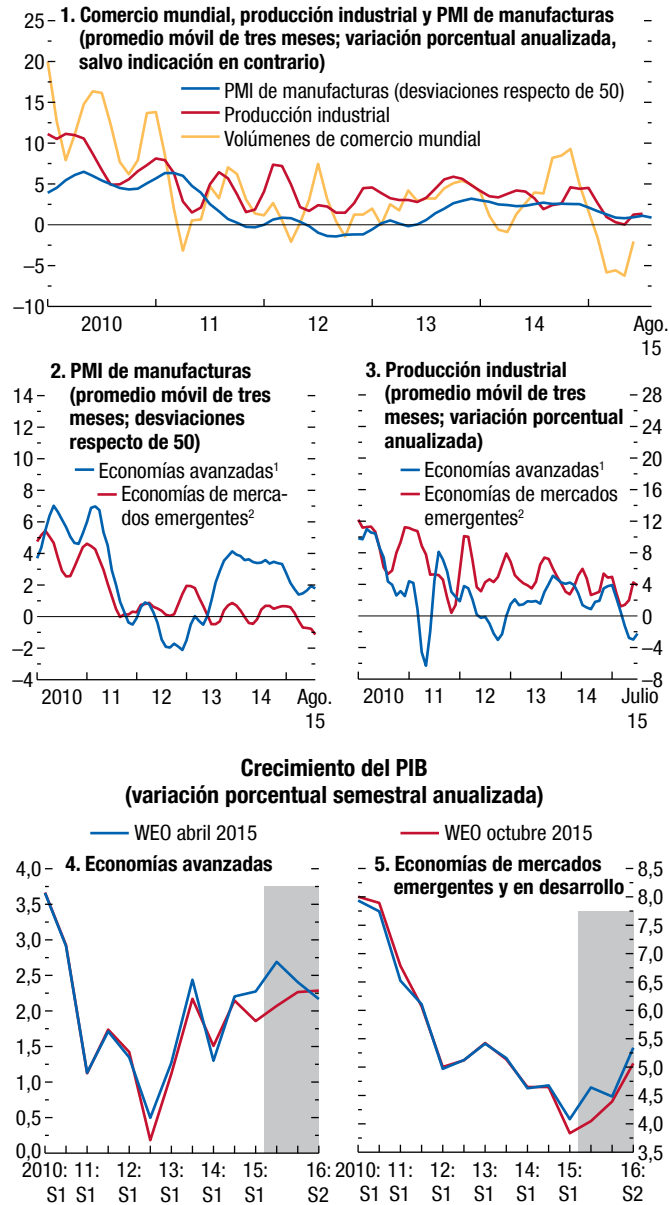 1. Comercio mundial, producción industrial y PMI de manufacturas
(promedio móvil de tres meses; variación porcentual anualizada,
salvo indicación en contrario)
PMI de manufacturas (desviaciones respecto de 50)
Producción industrial
Volúmenes de comercio mundial
25
20
15
10
5
0
–5
–10
2010 11 12 13 14 Ago.
15
2. PMI de manufacturas
(promedio móvil de tres
meses; desviaciones
respecto de 50)
Economías avanzadas¹
Economías de merca-
dos emergentes²
14
12
10
8
6
4
2
0
–2
–4
2010 11 12 13 14 Ago.
15
3. Producción industrial
(promedio móvil de tres
meses; variación porcentual
anualizada)
Economías avanzadas¹
Economías de mercados
emergentes²
28
24
20
16
12
8
4
0
–4
–8
2010 11 12 13 14 Julio
15
Crecimiento del PIB
(variación porcentual semestral anualizada)
WEO abril 2015
WEO octubre 2015
4. Economías avanzadas
4,0
3,5
3,0
2,5
2,0
1,5
1,0
0,5
0,0
2010: 11: 12: 13: 14: 15: 16:
S1 S1 S1 S1 S1 S1 S2
5. Economías de mercados
emergentes y en desarrollo
8,5
8,0
7,5
7,0
6,5
6,0
5,5
5,0
4,5
4,0
3,5
2010: 11: 12: 13: 14: 15: 16:
S1 S1 S1 S1 S1 S1 S2